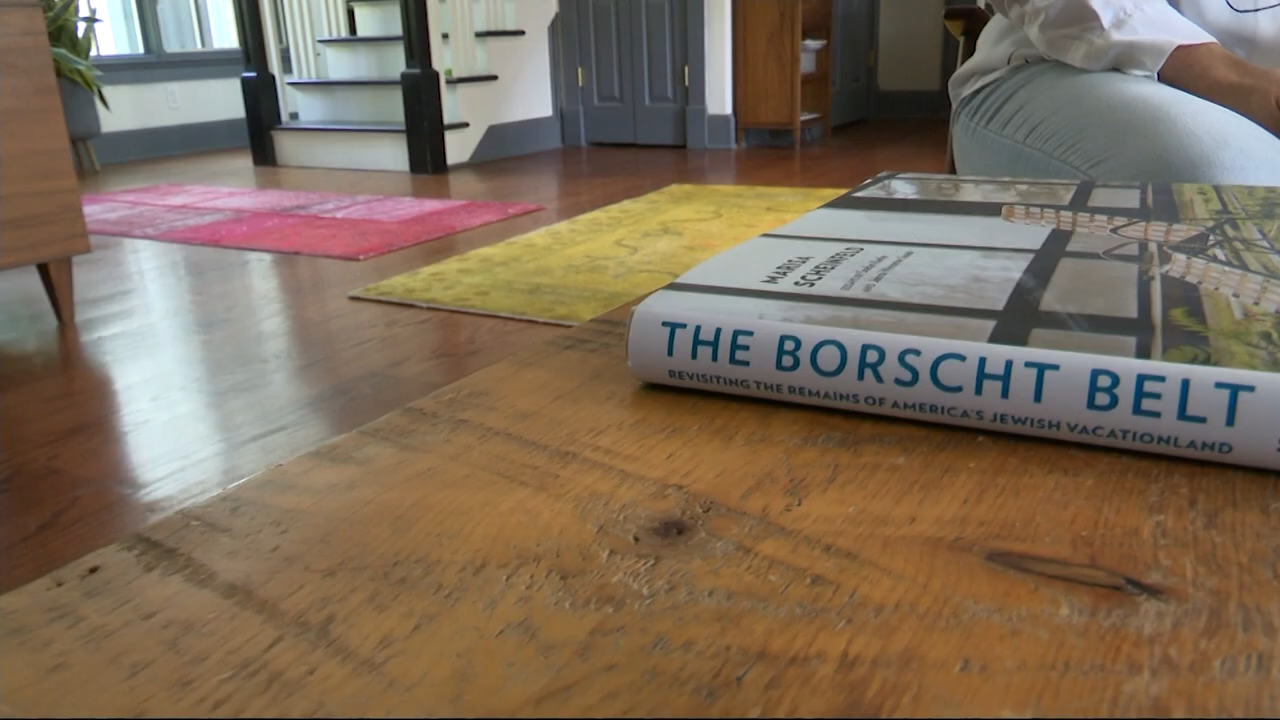 MARISA
SCHEINFELD
THE BORSCHT BELT
REVISITING THE REMAINS OF AMERICA'S JEWISH VACATIONLAND